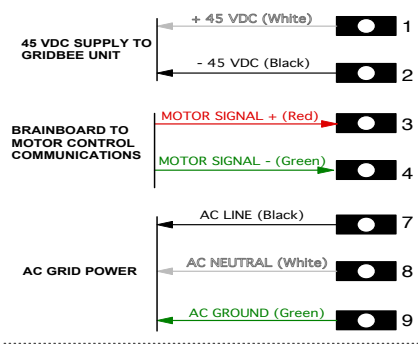 + 45 VDC (White)
1
45 VDC SUPPLY TO
GRIDBEE UNIT
- 45 VDC (Black)
2
MOTOR SIGNAL + (Red)
3
BRAINBOARD TO
MOTOR CONTROL
COMMUNICATIONS
MOTOR SIGNAL - (Green)
4
AC LINE (Black)
7
AC GRID POWER
AC NEUTRAL (White)
8
AC GROUND (Green)
9